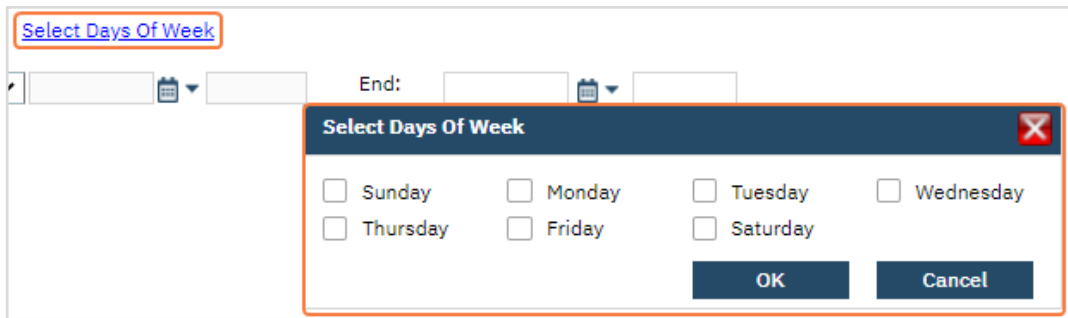 Select Days Of Week
End:
Select Days Of Week
Sunday Monday Tuesday Wednesday
Thursday Friday Saturday
OK Cancel